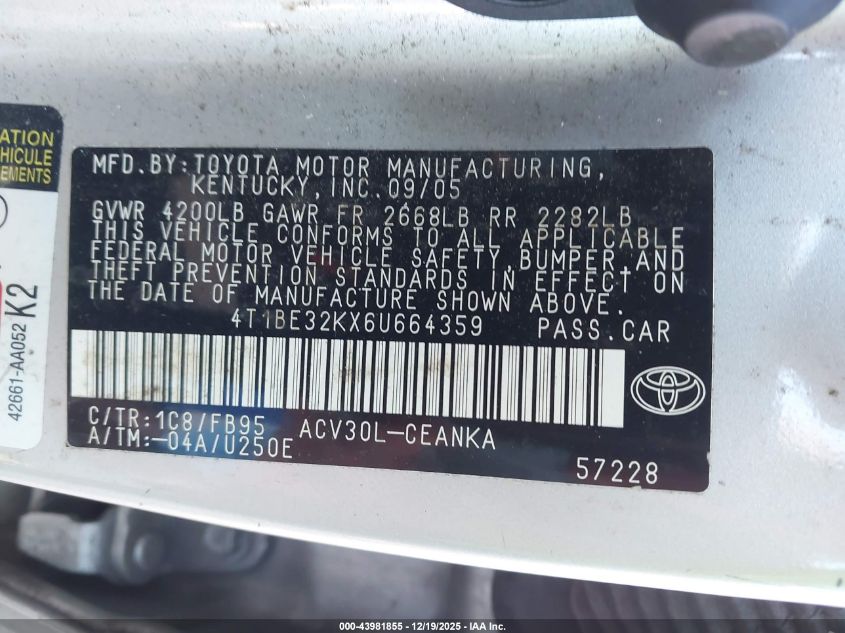 ATION
VEHICULE
EMENTS
42661-AA052 K2
MFD.BY:TOYOTA MOTOR MANUFACTURING,
KENTUCKY,INC.09/05
GVWR 4200LB GAWR FR 2668LB RR 2282LB
THIS VEHICLE CONFORMS TO ALL APPLICABLE
FEDERAL MOTOR VEHICLE SAFETY,BUMPER,AND
THEFT PREVENTION STANDARDS IN EFFECT ON
THE DATE OF MANUFACTURE SHOWN ABOVE.
4T1BE32KX6U664359 PASS.CAR
C/TR:1C8/FB95 ACV30L-CEANKA
A/TM:-04A/U250E
57228
000-43981855 - 12/19/2025 - IAA Inc.